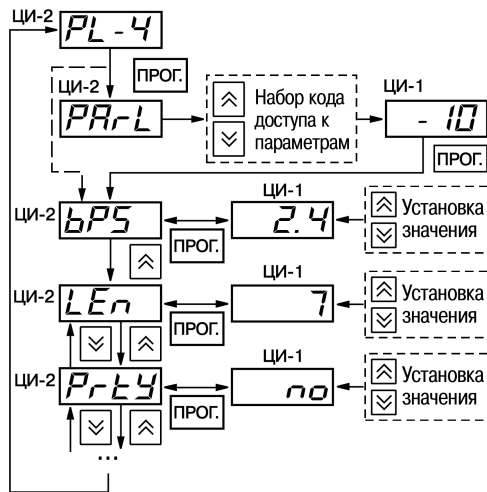 ЦИ-2
PL-4
ПРОГ.
ЦИ-2
PArL
Набор кода
доступа к
параметрам
ЦИ-1
- 10
ПРОГ.
ЦИ-2
bPS
ПРОГ.
ЦИ-1
2.4
Установка
значения
ЦИ-2
LEn
ПРОГ.
ЦИ-1
7
Установка
значения
ЦИ-2
PrtY
ПРОГ.
ЦИ-1
no
Установка
значения
...